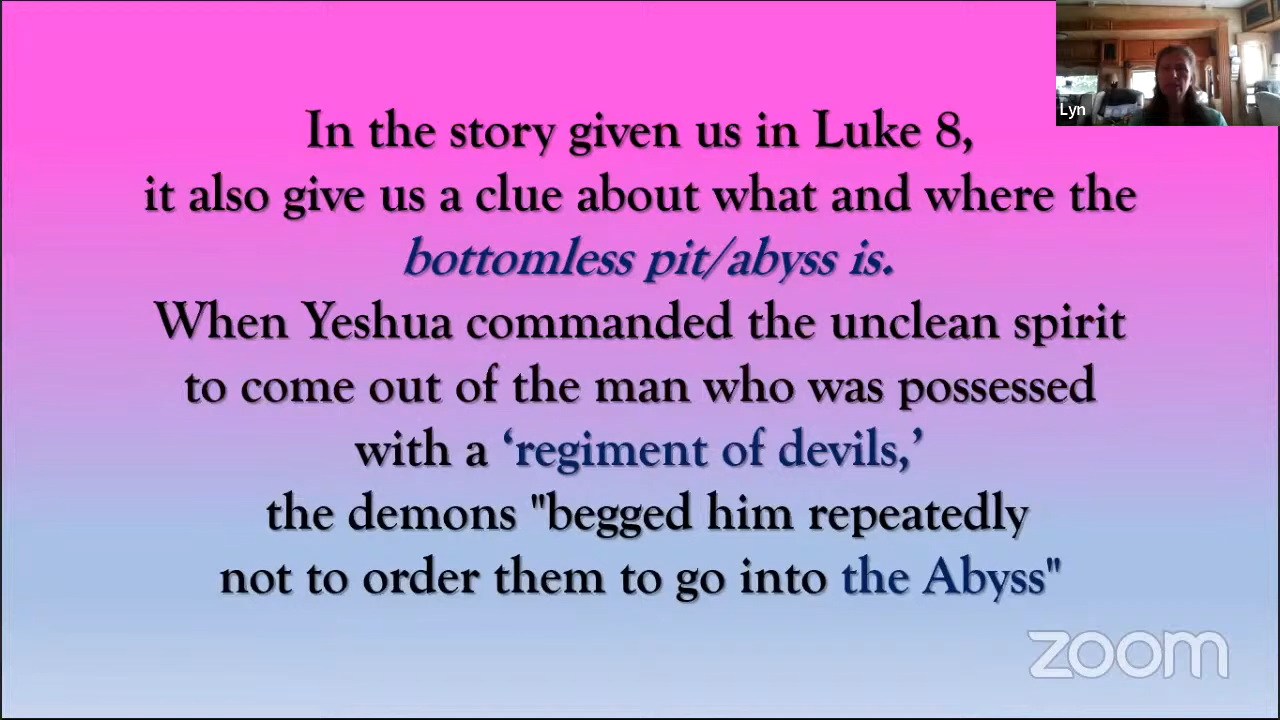 Lyn
In the story given us in Luke 8,
it also give us a clue about what and where the
bottomless pit/abyss is.
When Yeshua commanded the unclean spirit
to come out of the man who was possessed
with a ‘regiment of devils,’
the demons "begged him repeatedly
not to order them to go into the Abyss"
zoom